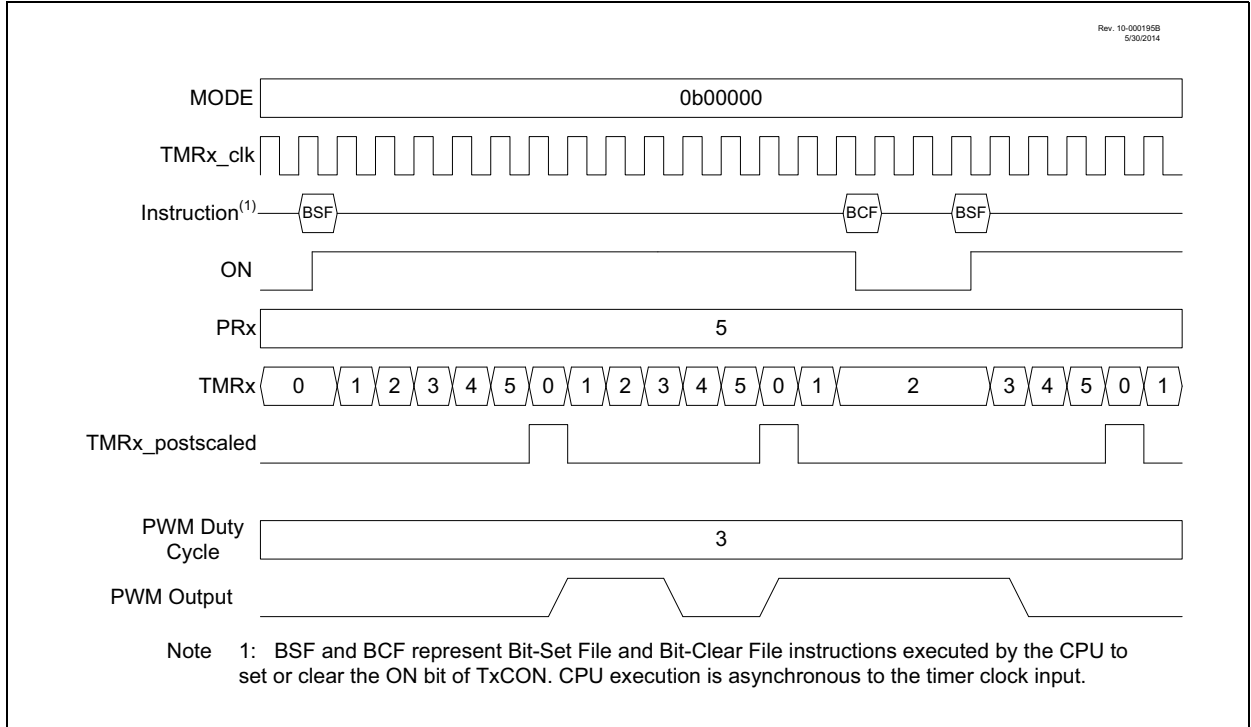 Rev. 10-000195B
5/30/2014
MODE 0b00000
TMRx_clk
Instruction(1) BSF BCF BSF
ON
PRx 5
TMRx 0 1 2 3 4 5 0 1 2 3 4 5 0 1 2 3 4 5 0 1
TMRx_postscaled
PWM Duty
Cycle 3
PWM Output
Note 1: BSF and BCF represent Bit-Set File and Bit-Clear File instructions executed by the CPU to
set or clear the ON bit of TxCON. CPU execution is asynchronous to the timer clock input.